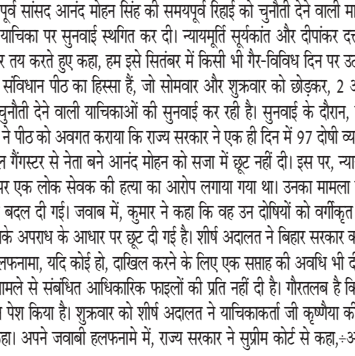 पूर्व सांसद आनंद मोहन सिंह की समयपूर्व रिहाई को चुनौती देने वाली
याचिका पर सुनवाई स्थगित कर दी। न्यायमूर्ति सूर्यकांत और दीपांकर
तय करते हुए कहा, हम इसे सितंबर में किसी भी गैर-विविध दिन पर
संविधान पीठ का हिस्सा हैं, जो सोमवार और शुक्रवार को छोड़कर, 2
चुनौती देने वाली याचिकाओं की सुनवाई कर रही है। सुनवाई के दौरान,
ने पीठ को अवगत कराया कि राज्य सरकार ने एक ही दिन में 97 दोषी
गैंगस्टर से नेता बने आनंद मोहन को सजा में छूट नहीं दी। इस पर,
एक लोक सेवक की हत्या का आरोप लगाया गया था। उनका मामला
बदल दी गई। जवाब में, कुमार ने कहा कि वह उन दोषियों को वर्गीकृत
अपराध के आधार पर छूट दी गई है। शीर्ष अदालत ने बिहार सरकार
यदि कोई हो, दाखिल करने के लिए एक सप्ताह की अवधि भी
से संबंधित आधिकारिक फाइलों की प्रति नहीं दी है। गौरतलब है
पेश किया है। शुक्रवार को शीर्ष अदालत ने याचिकाकर्ता जी कृष्णैया की
अपने जवाबी हलफनामे में, राज्य सरकार ने सुप्रीम कोर्ट से कहा,÷